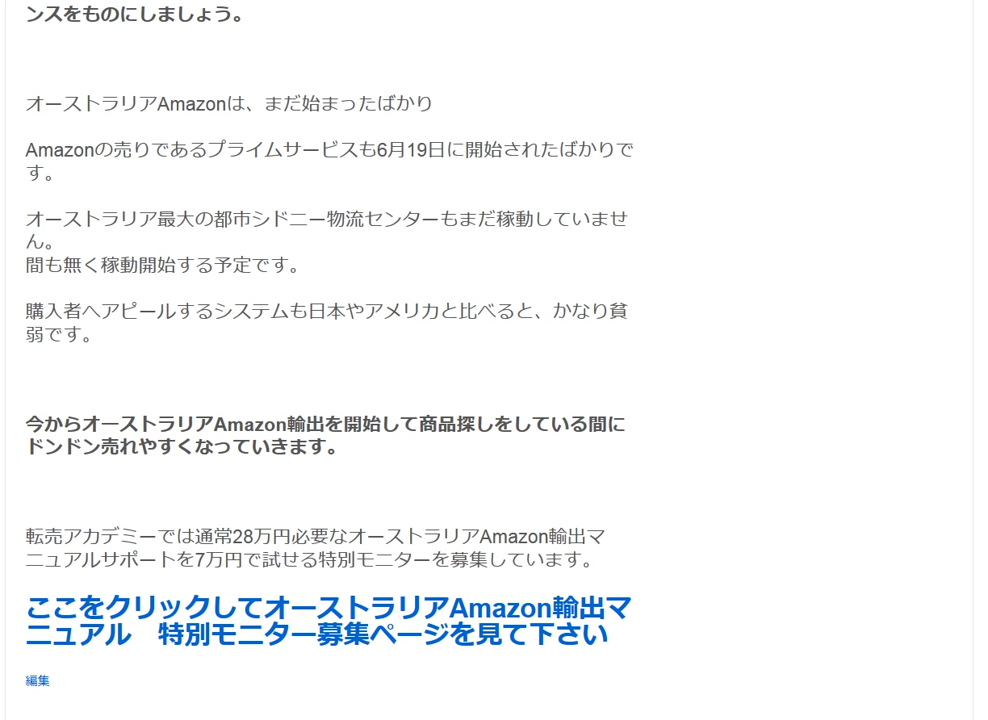 ンスをものにしましょう。
オーストラリアAmazonは、まだ始まったばかり
Amazonの売りであるプライムサービスも6月19日に開始されたばかりで
す。
オーストラリア最大の都市シドニー物流センターもまだ稼動していませ
ん。
間も無く稼動開始する予定です。
購入者へアピールするシステムも日本やアメリカと比べると、かなり貧
弱です。
今からオーストラリアAmazon輸出を開始して商品探しをしている間に
ドンドン売れやすくなっていきます。
転売アカデミーでは通常28万円必要なオーストラリアAmazon輸出マ
ニュアルサポートを7万円で試せる特別モニターを募集しています。
ここをクリックしてオーストラリアAmazon輸出マ
ニュアル　特別モニター募集ページを見て下さい
編集